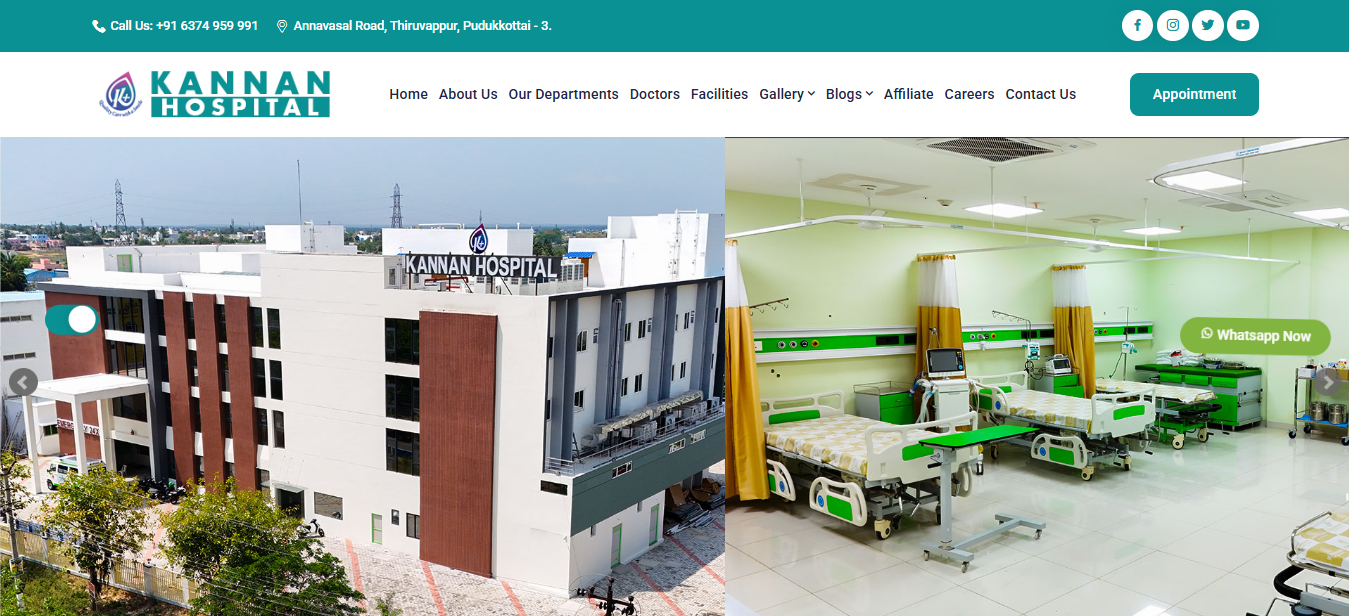 Call Us: +91 6374 959 991
Annavasal Road, Thiruvappur, Pudukkottai - 3.
KANNAN
HOSPITAL
Home
About Us
Our Departments
Doctors
Facilities
Gallery
Blogs
Affiliate
Careers
Contact Us
Appointment
KANNAN HOSPITAL
Whatsapp Now